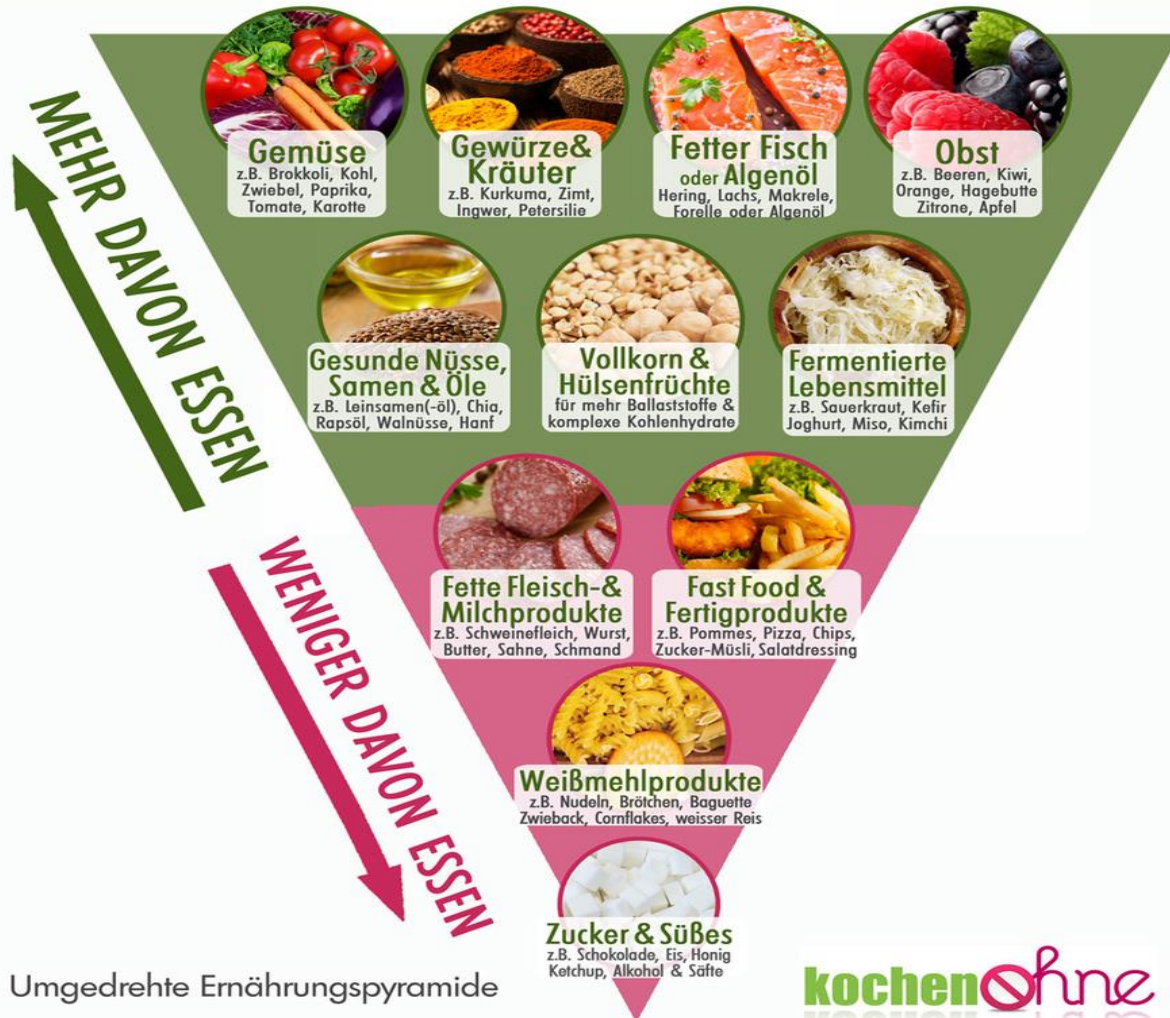 MEHR DAVON ESSEN
Gemüse
z.B. Brokkoli, Kohl,
Zwiebel, Paprika,
Tomate, Karotte
Gewürze&
Kräuter
z.B. Kurkuma, Zimt,
Ingwer, Petersilie
Fetter Fisch
oder Algenöl
Hering, Lachs, Makrele,
Forelle oder Algenöl
Obst
z.B. Beeren, Kiwi,
Orange, Hagebutte
Zitrone, Apfel
Gesunde Nüsse,
Samen & Öle
z.B. Leinsamen(-öl), Chia,
Rapsöl, Walnüsse, Hanf
Vollkorn &
Hülsenfrüchte
für mehr Ballaststoffe &
komplexe Kohlenhydrate
Fermentierte
Lebensmittel
z.B. Sauerkraut, Kefir
Joghurt, Miso, Kimchi
WENIGER DAVON ESSEN
Fette Fleisch-&
Milchprodukte
z.B. Schweinefleich, Wurst,
Butter, Sahne, Schmand
Fast Food &
Fertigprodukte
z.B. Pommes, Pizza, Chips,
Zucker-Müsli, Salatdressing
Weißmehlprodukte
z.B. Nudeln, Brötchen, Baguette
Zwieback, Cornflakes, weisser Reis
Zucker & Süßes
z.B. Schokolade, Eis, Honig
Ketchup, Alkohol & Säfte
Umgedrehte Ernährungspyramide
kochenOhne